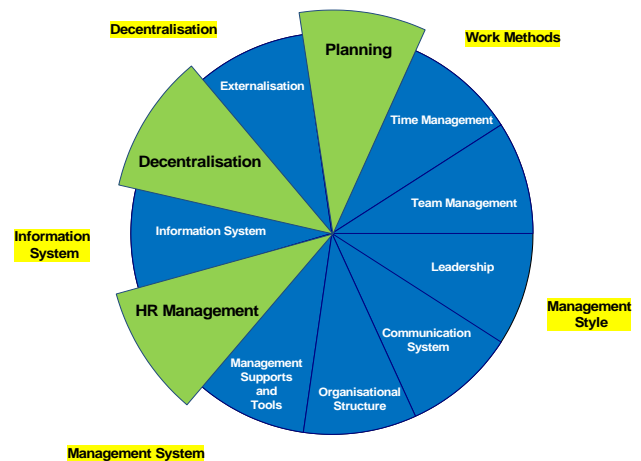 Decentralisation
Work Methods
Planning
Externalisation
Time Management
Decentralisation
Team Management
Information System
Information
System
Leadership
HR Management
Management
Style
Communication
System
Management
Supports
and
Tools
Organisational
Structure
Management System